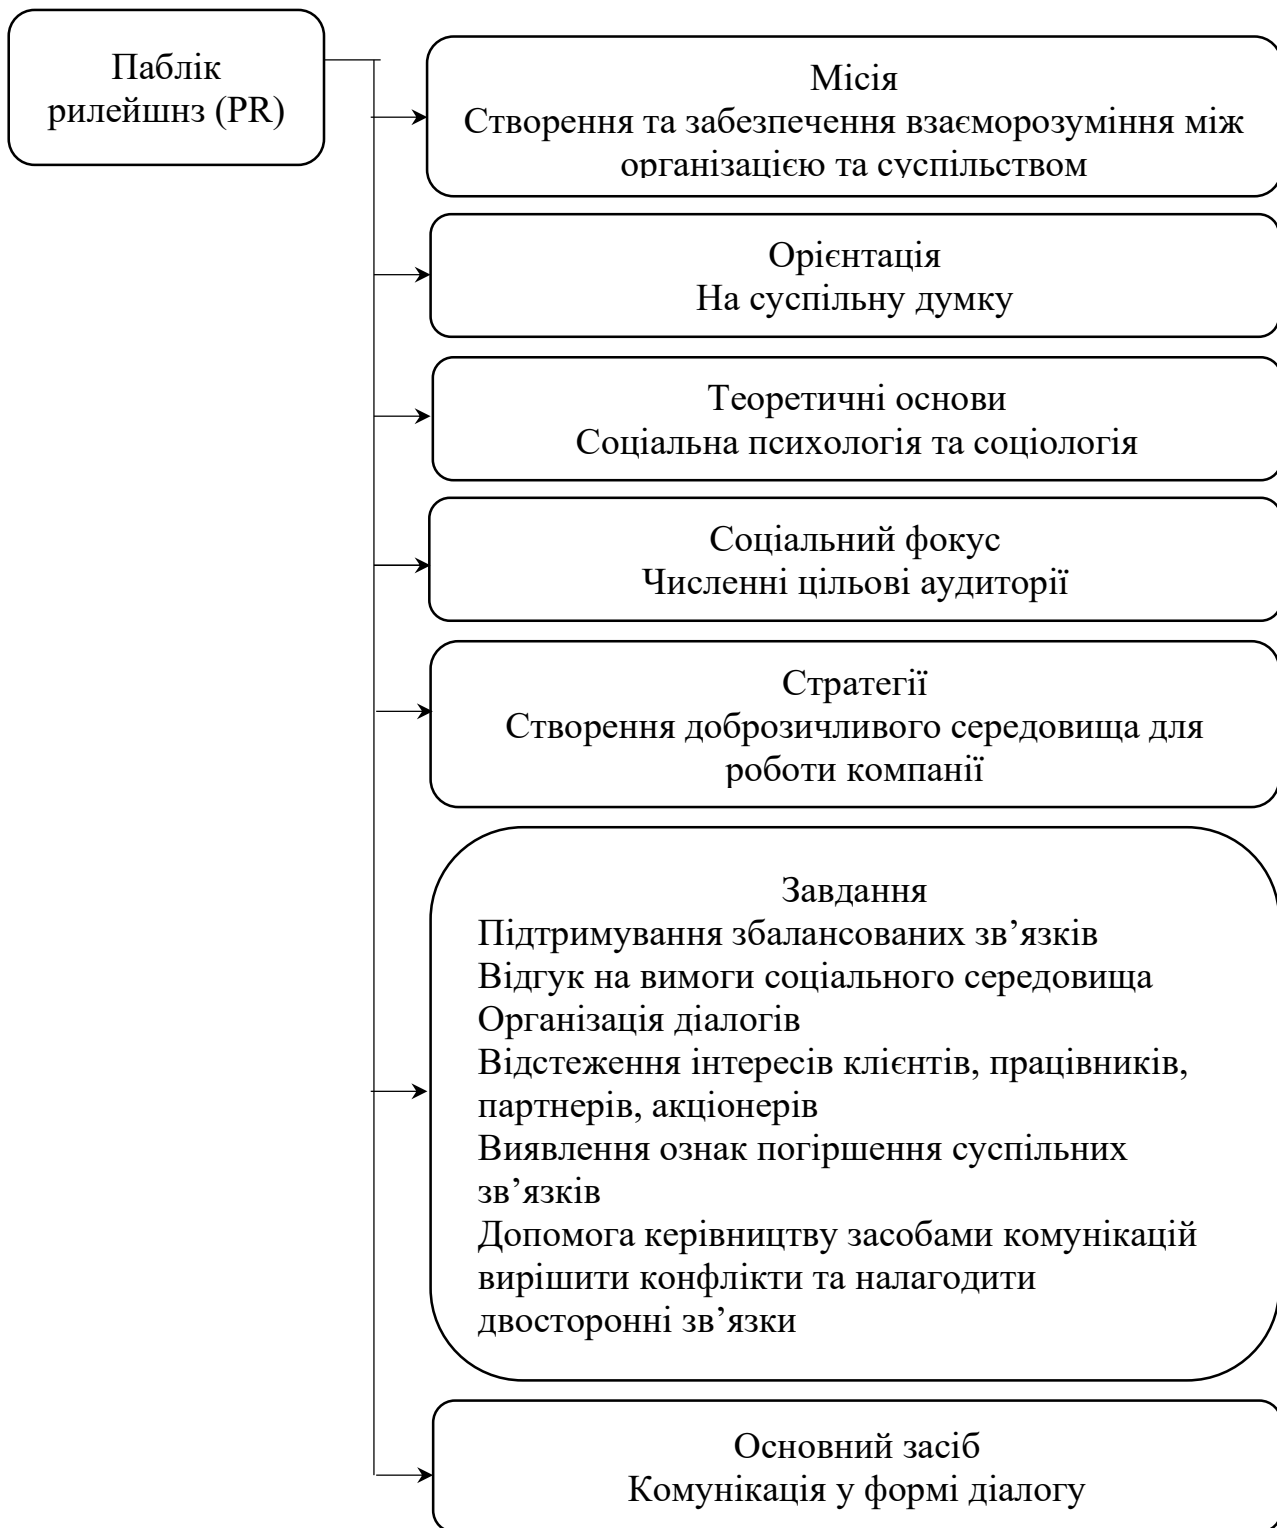 Паблік
рилейшнз (PR)
Місія
Створення та забезпечення взаєморозуміння між
організацією та суспільством
Орієнтація
На суспільну думку
Теоретичні основи
Соціальна психологія та соціологія
Соціальний фокус
Численні цільові аудиторії
Стратегії
Створення доброзичливого середовища для
роботи компанії
Завдання
Підтримування збалансованих зв’язків
Відгук на вимоги соціального середовища
Організація діалогів
Відстеження інтересів клієнтів, працівників,
партнерів, акціонерів
Виявлення ознак погіршення суспільних
зв’язків
Допомога керівництву засобами комунікацій
вирішити конфлікти та налагодити
двосторонні зв’язки
Основний засіб
Комунікація у формі діалогу